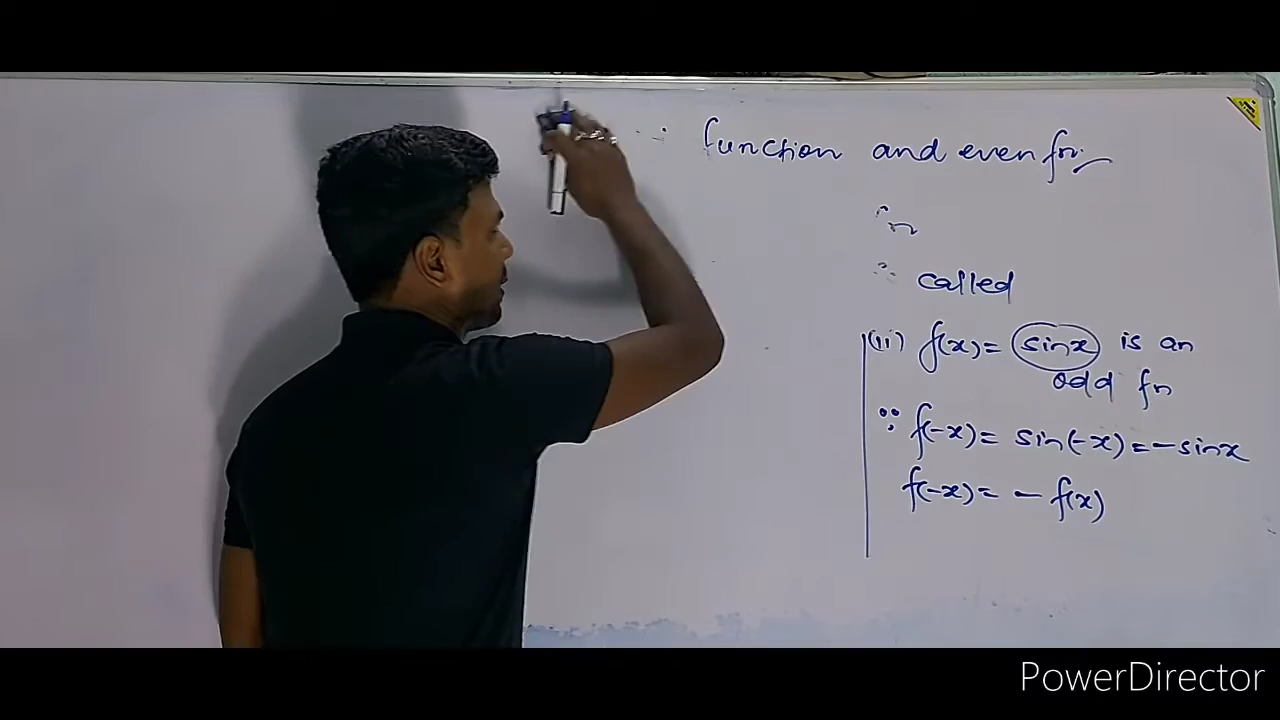 function and even fn.
called
(ii) f(x)= sinx is an
odd fn
∵ f(-x)= sin(-x)=-sinx
f(-x)= - f(x)
PowerDirector